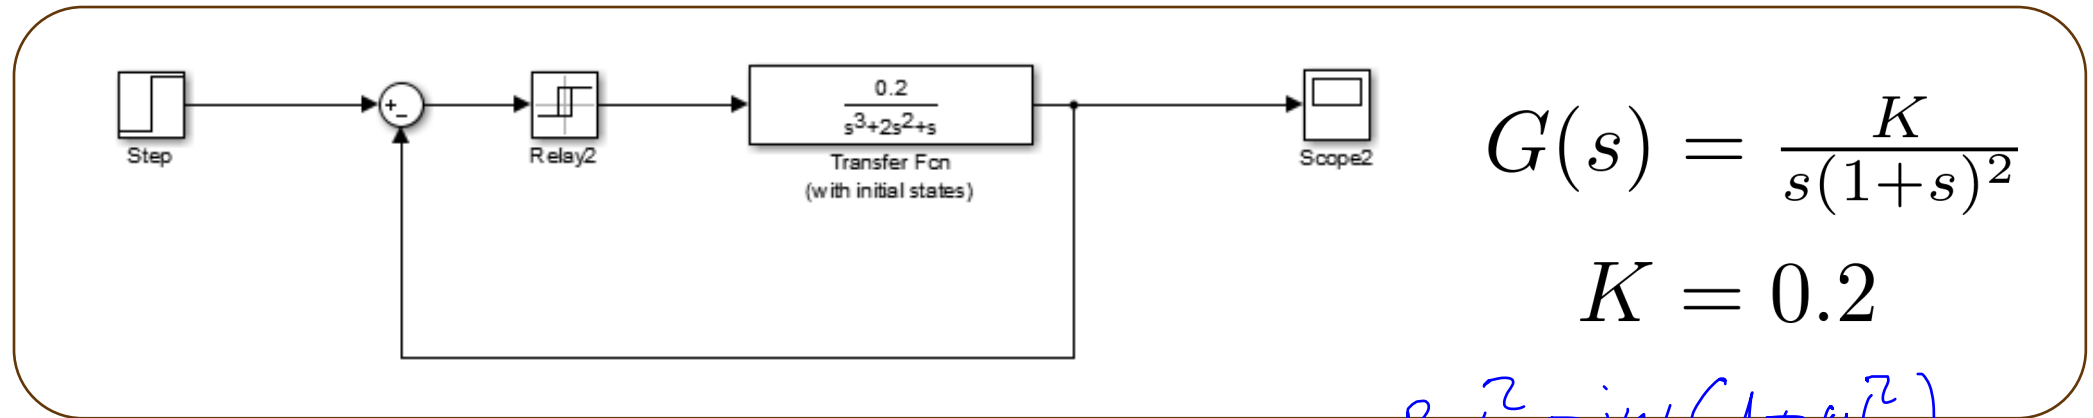 0.2
s³+2s²+s
+
−
Step
Relay2
Transfer Fcn
(with initial states)
Scope2
G(s) = K / s(1+s)²
K = 0.2